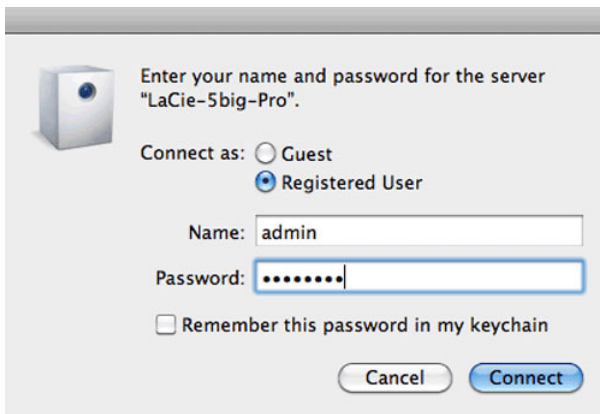 Enter your name and password for the server
“LaCie-5big-Pro”.
Connect as: Guest
Registered User
Name: admin
Password: ••••••••
Remember this password in my keychain
Cancel Connect